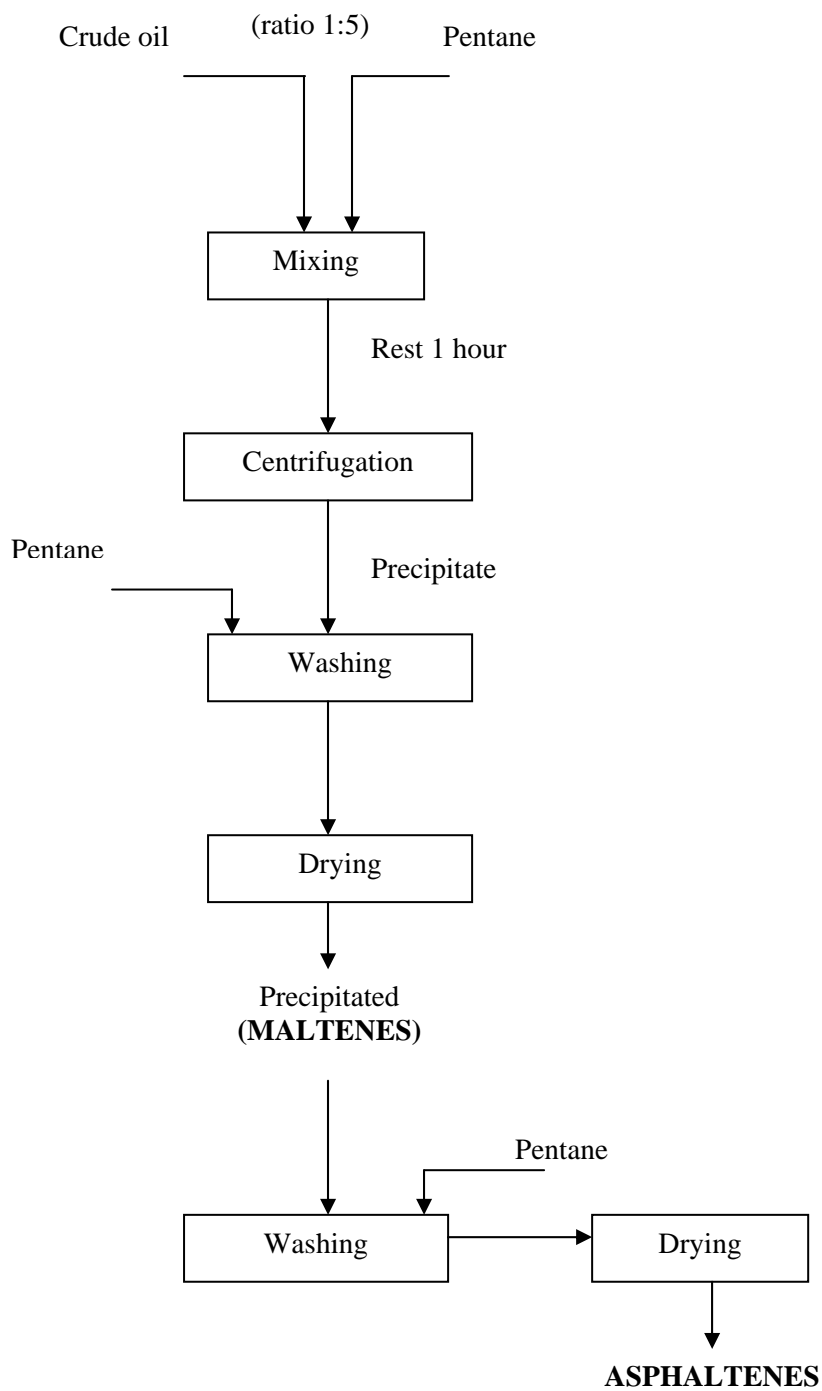 Crude oil
(ratio 1:5)
Pentane
Mixing
Rest 1 hour
Centrifugation
Pentane
Precipitate
Washing
Drying
Precipitated
(MALTENES)
Pentane
Washing
Drying
ASPHALTENES